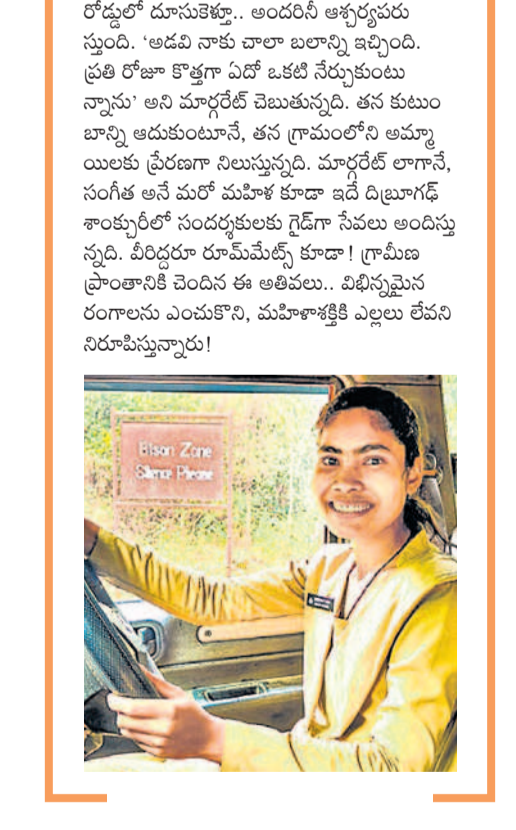 రోడ్డులో దూసుకెళ్తూ.. అందరినీ ఆశ్చర్యపరు
స్తుంది. ‘అడవి నాకు చాలా బలాన్ని ఇచ్చింది.
ప్రతి రోజూ కొత్తగా ఏదో ఒకటి నేర్చుకుంటు
న్నాను’ అని మార్గరేట్ చెబుతున్నది. తన కుటుం
బాన్ని ఆదుకుంటూనే, తన గ్రామంలోని అమ్మా
యిలకు ప్రేరణగా నిలుస్తున్నది. మార్గరేట్ లాగానే,
సంగీత అనే మరో మహిళ కూడా ఇదే దిబ్రూగఢ్
శాంక్చురీలో సందర్శకులకు గైడ్‌గా సేవలు అందిస్తు
న్నది. వీరిద్దరూ రూమ్‌మేట్స్ కూడా! గ్రామీణ
ప్రాంతానికి చెందిన ఈ అతివలు.. విభిన్నమైన
రంగాలను ఎంచుకొని, మహిళాశక్తికి ఎల్లలు లేవని
నిరూపిస్తున్నారు!
Bison Zone
Silence Please